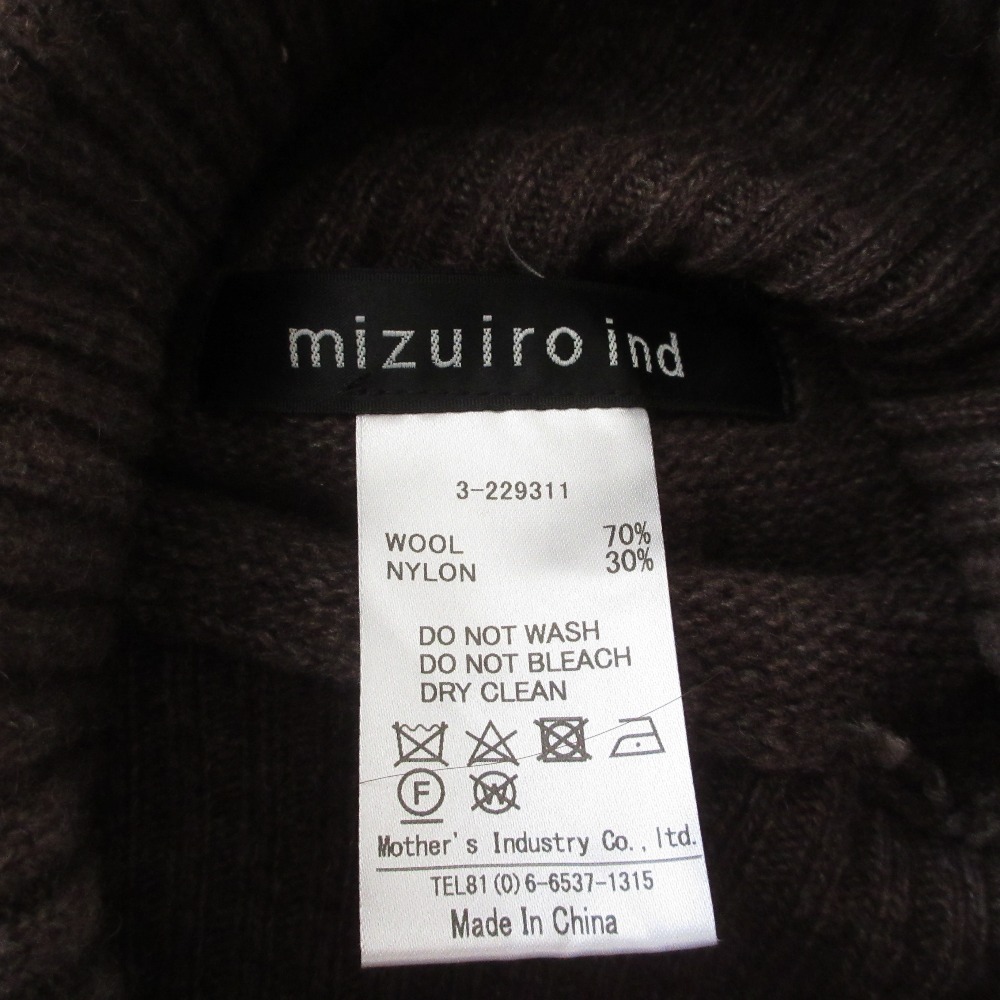 mizuiro ind
3-229311
WOOL 70%
NYLON 30%
DO NOT WASH
DO NOT BLEACH
DRY CLEAN
F W
Mother's Industry Co.,ltd.
TEL81(0)6-6537-1315
Made In China